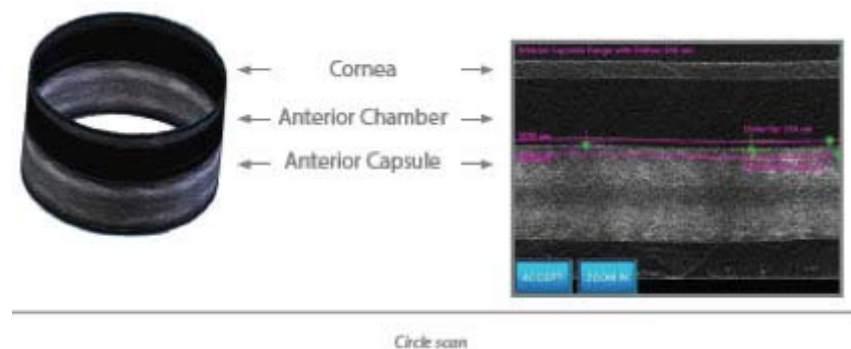 Cornea
Anterior Chamber
Anterior Capsule
ACCEPT
ZOOM IN
Circle scan